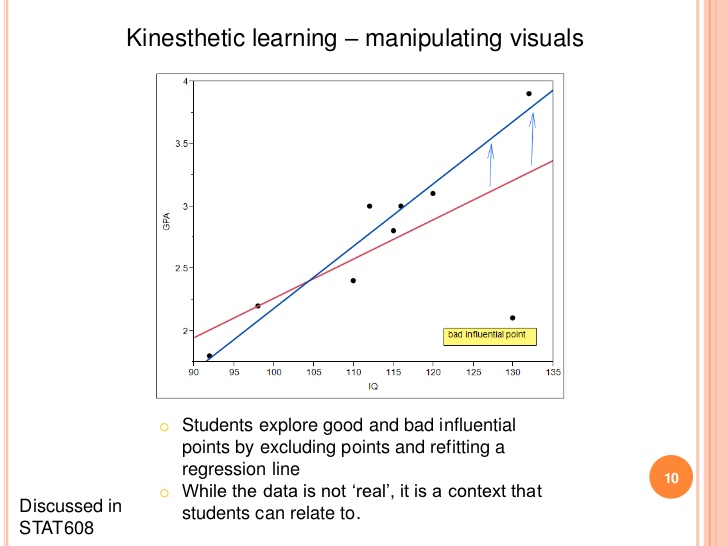 Kinesthetic learning – manipulating visuals
4
3.5
3
2.5
2
GPA
bad influential point
90 95 100 105 110 115 120 125 130 135
IQ
Students explore good and bad influential
points by excluding points and refitting a
regression line
While the data is not ‘real’, it is a context that
students can relate to.
10
Discussed in
STAT608